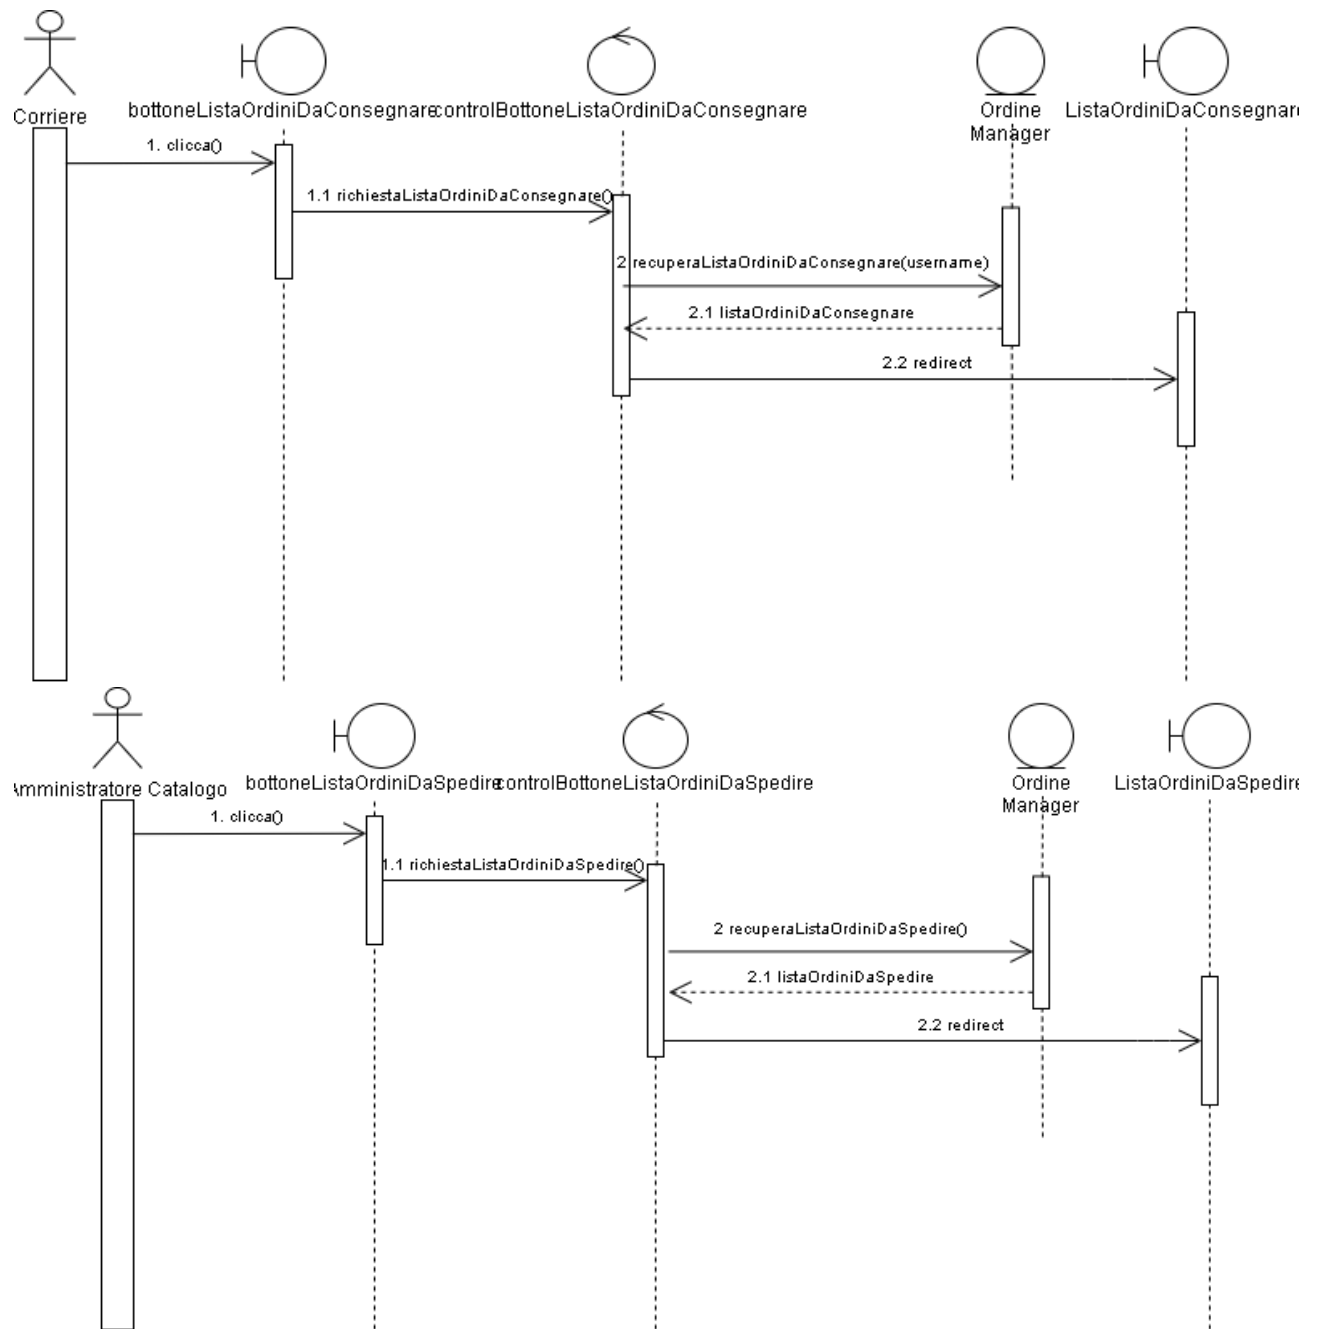 Corriere
bottoneListaOrdiniDaConsegnare
controlBottoneListaOrdiniDaConsegnare
Ordine
Manager
ListaOrdiniDaConsegnar
1. clicca()
1.1 richiestaListaOrdiniDaConsegnare()
2 recuperaListaOrdiniDaConsegnare(username)
2.1 listaOrdiniDaConsegnare
2.2 redirect
Amministratore Catalogo
bottoneListaOrdiniDaSpedire
controlBottoneListaOrdiniDaSpedire
Ordine
Manager
ListaOrdiniDaSpedire
1. clicca()
1.1 richiestaListaOrdiniDaSpedire()
2 recuperaListaOrdiniDaSpedire()
2.1 listaOrdiniDaSpedire
2.2 redirect